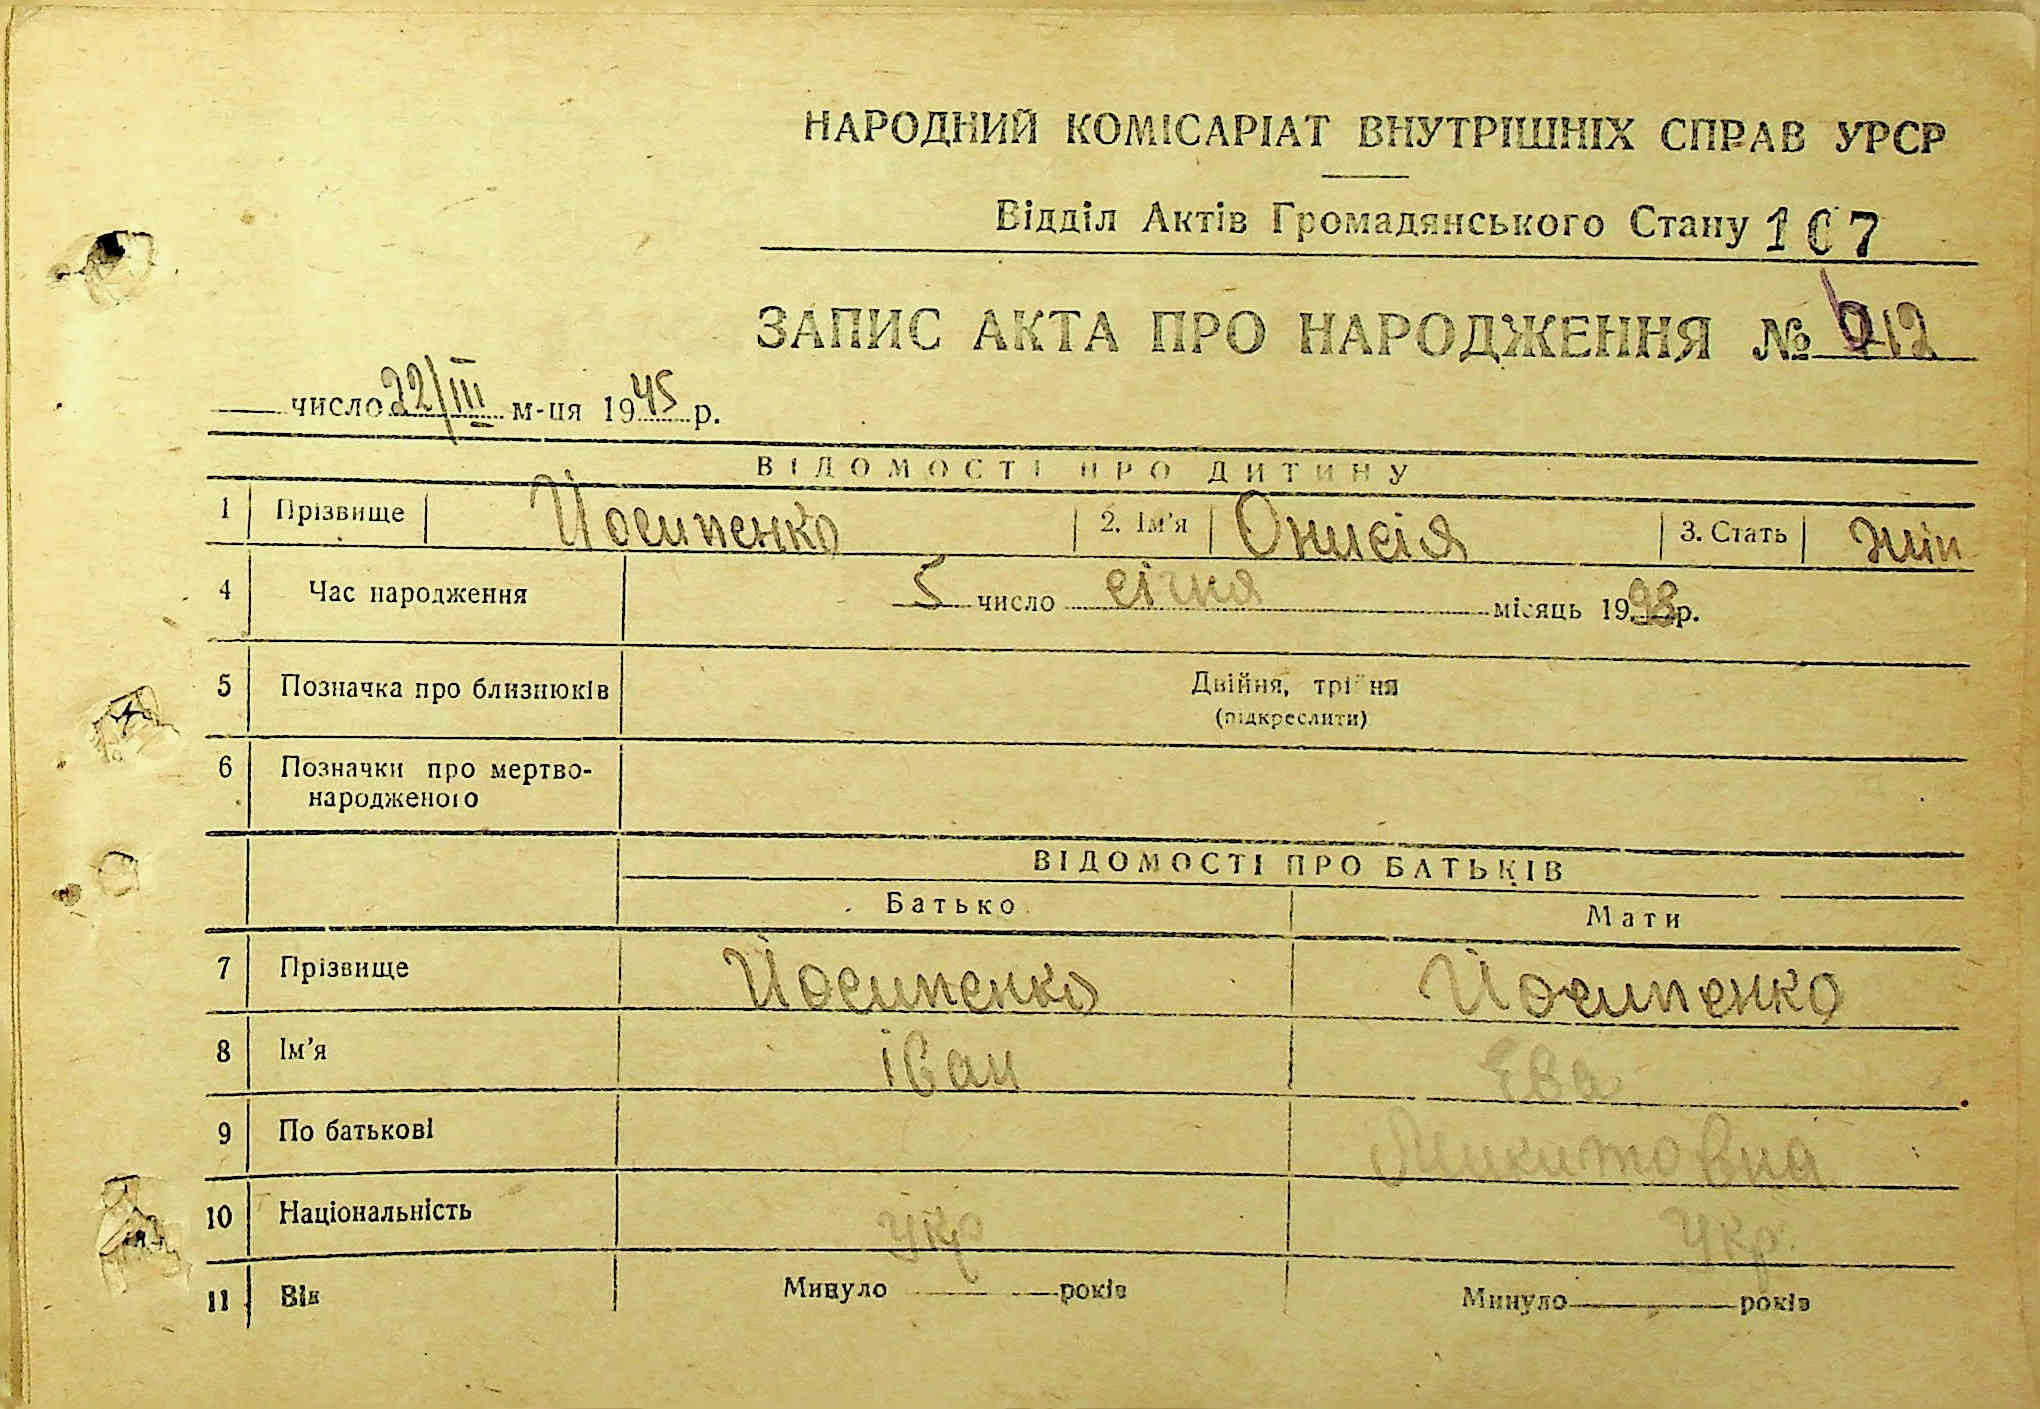 НАРОДНИЙ КОМІСАРІАТ ВНУТРІШНІХ СПРАВ УРСР
Відділ Актів Громадянського Стану 107
ЗАПИС АКТА ПРО НАРОДЖЕННЯ №
число 22/III м-ця 1945 р.
ВІДОМОСТІ ПРО ДИТИНУ
1 Прізвище Йосипенко 2. Ім'я Онисія 3. Стать жін
4 Час народження 5 число січня місяць 1998 р.
5 Позначка про близнюків Двійня, трійня
(підкреслити)
6 Позначки про мертво-
народженого
ВІДОМОСТІ ПРО БАТЬКІВ
Батько Мати
7 Прізвище Йосипенко Йосипенко
8 Ім'я іван Ева
9 По батькові Микитовна
10 Національність укр укр
11 Вік Минуло років Минуло років